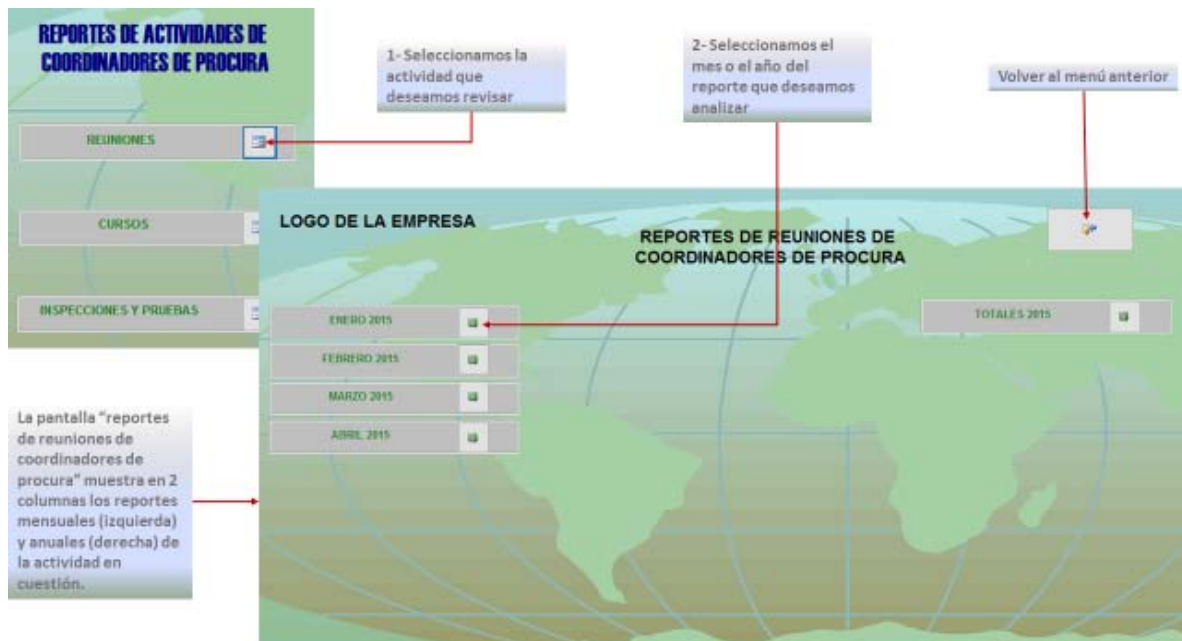 REPORTES DE ACTIVIDADES DE
COORDINADORES DE PROCURA
1- Seleccionamos la
actividad que
deseamos revisar
2- Seleccionamos el
mes o el año del
reporte que deseamos
analizar
Volver al menú anterior
REUNIONES
CURSOS
INSPECCIONES Y PRUEBAS
LOGO DE LA EMPRESA
REPORTES DE REUNIONES DE
COORDINADORES DE PROCURA
ENERO 2015
FEBRERO 2015
MARZO 2015
ABRIL 2015
TOTALES 2015
La pantalla "reportes
de reuniones de
coordinadores de
procura" muestra en 2
columnas los reportes
mensuales (izquierda)
y anuales (derecha) de
la actividad en
cuestión.